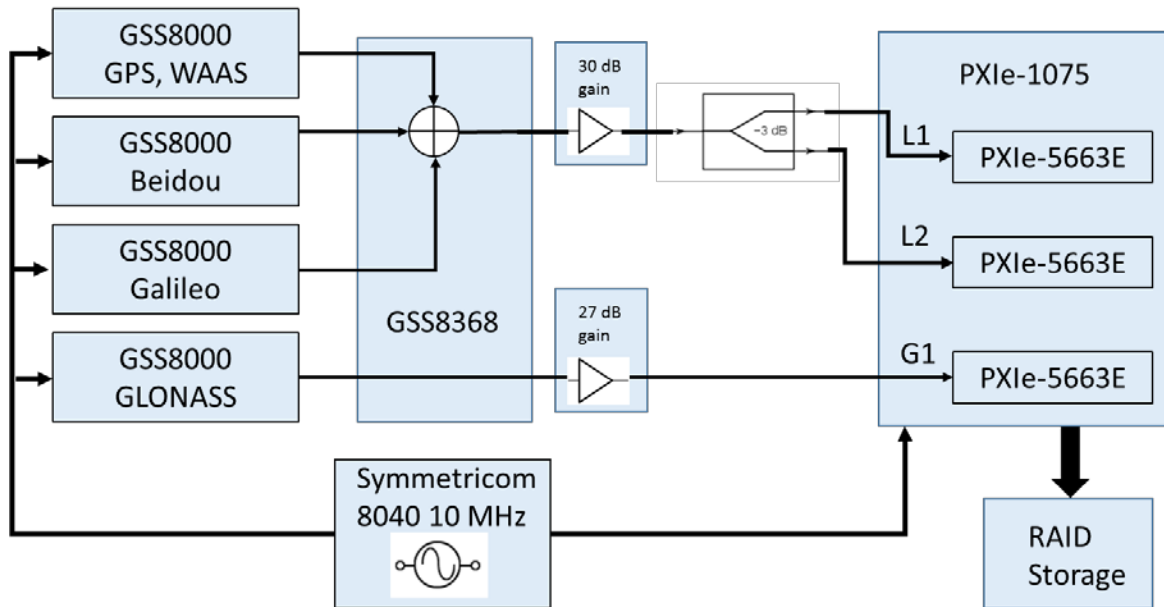 GSS8000
GPS, WAAS
GSS8000
Beidou
GSS8000
Galileo
GSS8000
GLONASS
GSS8368
30 dB
gain
27 dB
gain
−3 dB
L1
L2
G1
PXIe-1075
PXIe-5663E
PXIe-5663E
PXIe-5663E
Symmetricom
8040 10 MHz
RAID
Storage